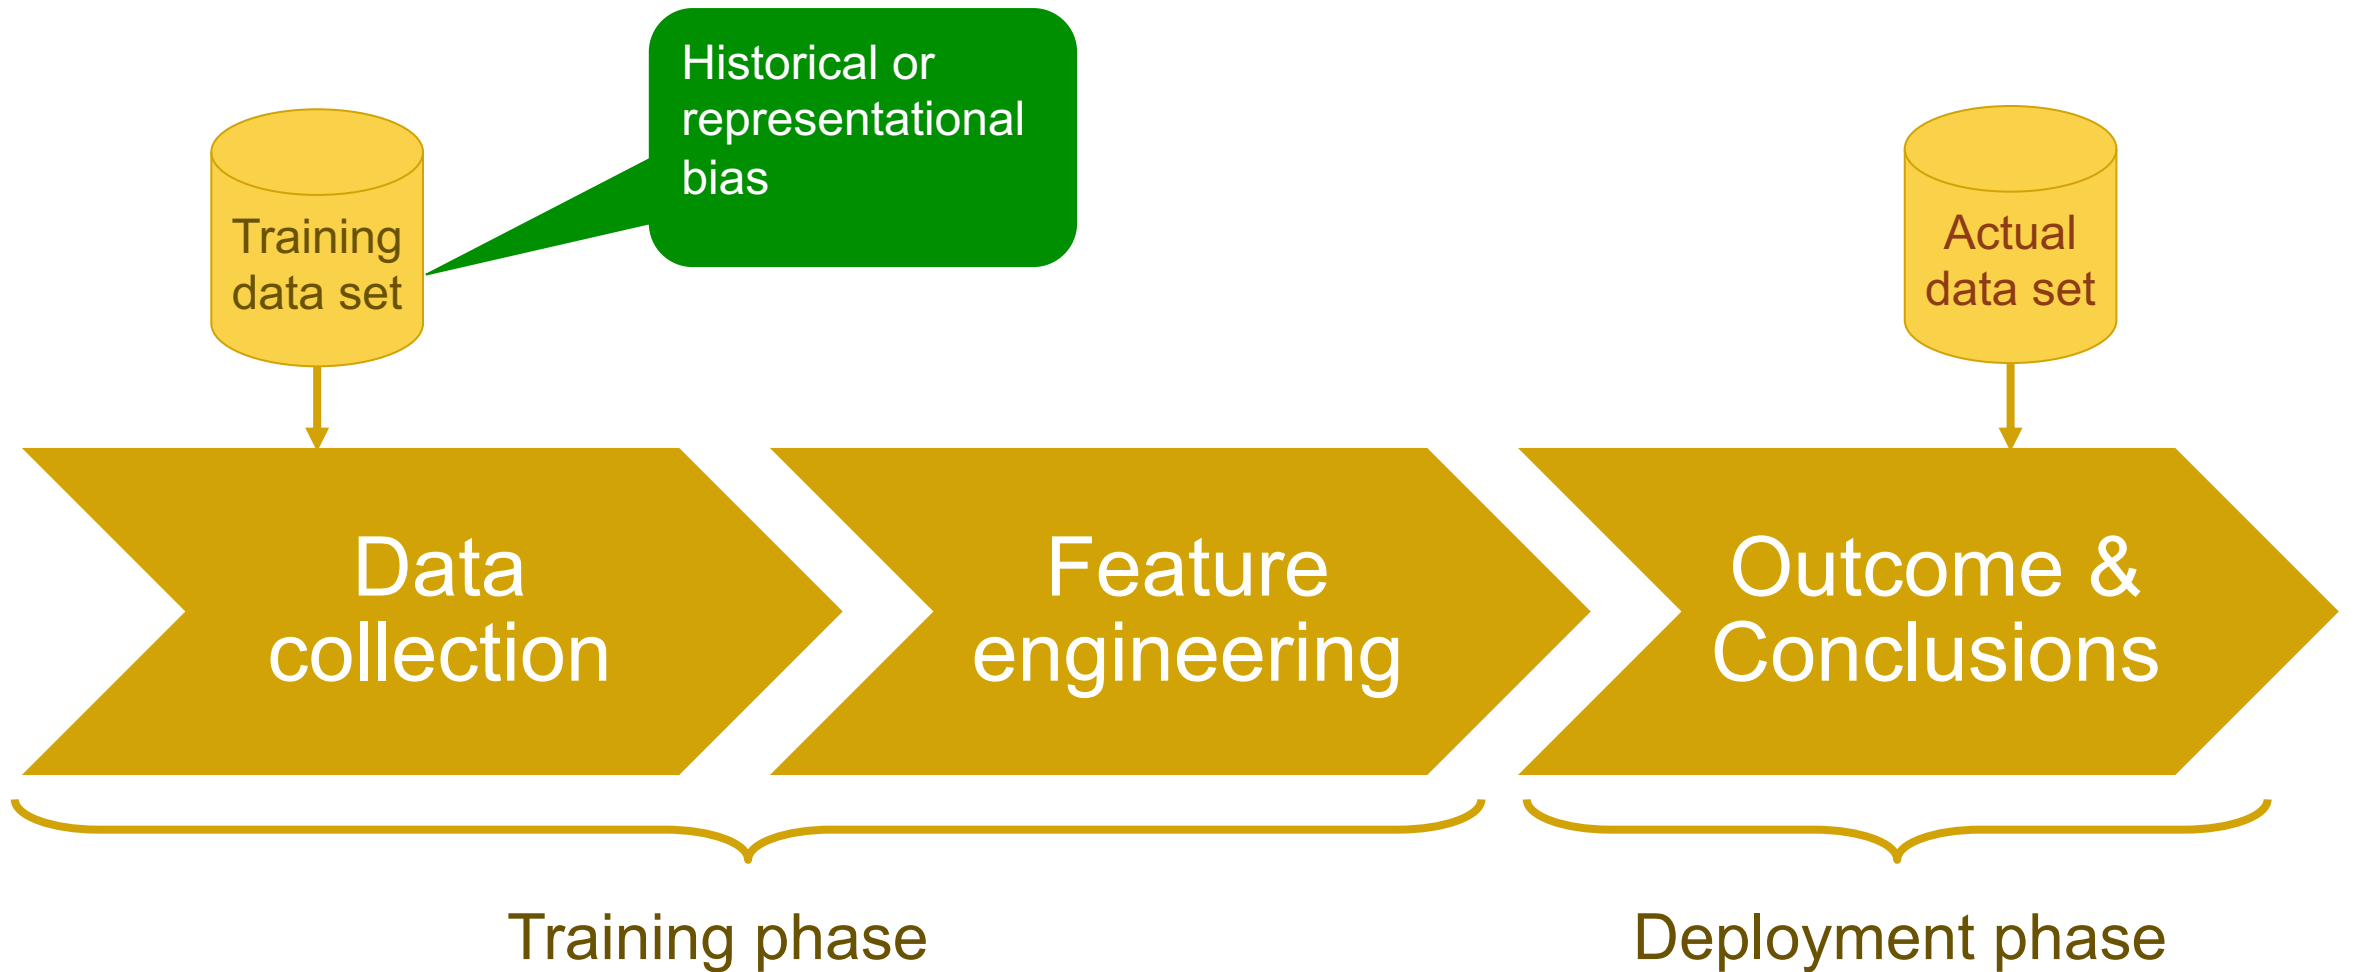 Historical or
representational
bias
Training
data set
Actual
data set
Data
collection
Feature
engineering
Outcome &
Conclusions
Training phase
Deployment phase